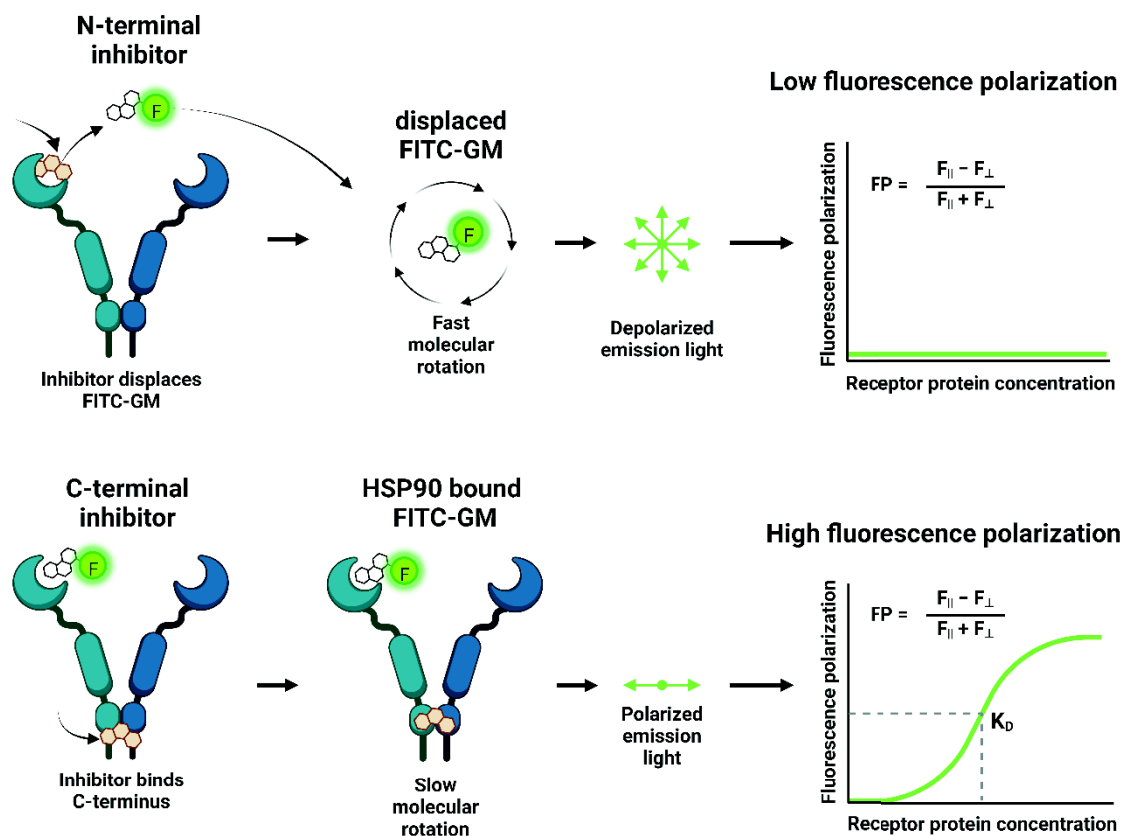 N-terminal
inhibitor
F
Inhibitor displaces
FITC-GM
displaced
FITC-GM
F
Fast
molecular
rotation
Depolarized
emission light
Low fluorescence polarization
Fluorescence polarization
FP = F|| − F⊥
F|| + F⊥
Receptor protein concentration
C-terminal
inhibitor
F
Inhibitor binds
C-terminus
HSP90 bound
FITC-GM
F
Slow
molecular
rotation
Polarized
emission
light
High fluorescence polarization
Fluorescence polarization
FP = F|| − F⊥
F|| + F⊥
KD
Receptor protein concentration